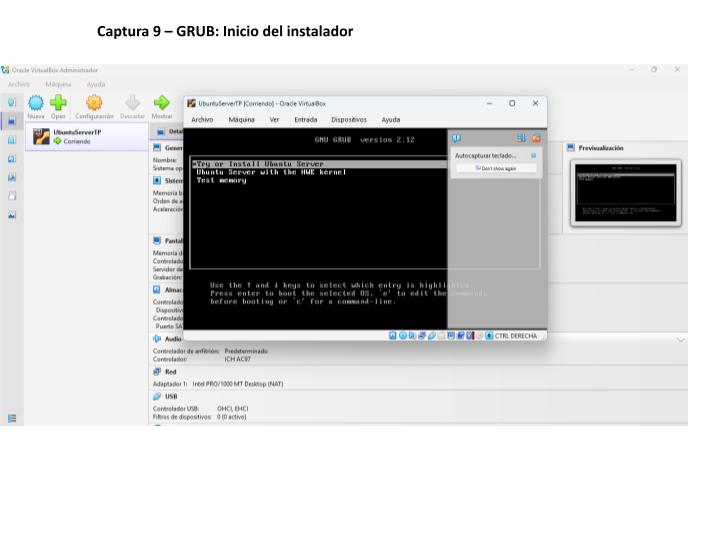 Captura 9 – GRUB: Inicio del instalador
Oracle VirtualBox Administrador
Archivo Máquina Ayuda
Nueva Open Configuración Descartar Mostrar
UbuntuServerTP
Corriendo
UbuntuServerTP [Corriendo] - Oracle VirtualBox
Archivo Máquina Ver Entrada Dispositivos Ayuda
GNU GRUB version 2.12
*Try or Install Ubuntu Server
Ubuntu Server with the HWE kernel
Test memory
Use the ↑ and ↓ keys to select which entry is highlighted.
Press enter to boot the selected OS, `e' to edit the commands
before booting or `c' for a command-line.
Autocapturar teclado...
Don't show again
CTRL DERECHA
Previsualización
Detal
Gener
Nombre:
Sistema op
Sistem
Memoria b
Orden de a
Aceleración
Pantal
Memoria d
Controlado
Servidor de
Grabación:
Almac
Controlado
Dispositiv
Controlado
Puerto SA
Audio
Controlador de anfitrión: Predeterminado
Controlador: ICH AC97
Red
Adaptador 1: Intel PRO/1000 MT Desktop (NAT)
USB
Controlador USB: OHCI, EHCI
Filtros de dispositivos: 0 (0 activo)